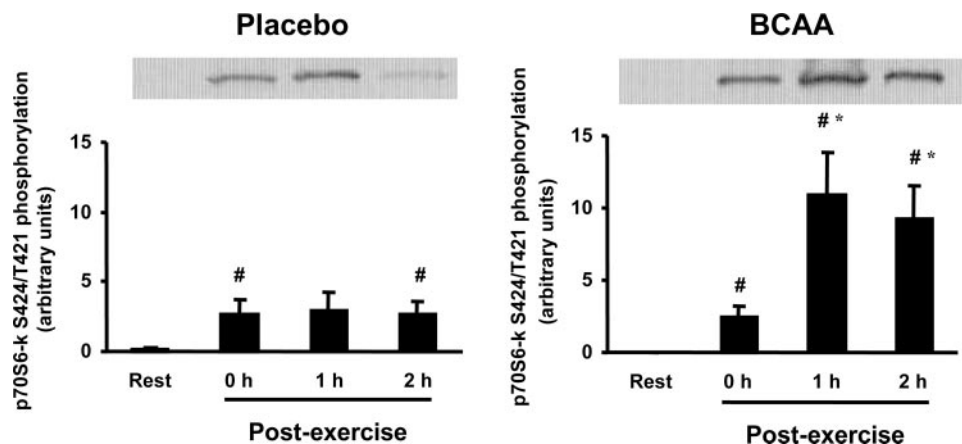 Placebo
p70S6-k S424/T421 phosphorylation
(arbitrary units)
15
10
5
0
#
#
Rest
0 h
1 h
2 h
Post-exercise
BCAA
p70S6-k S424/T421 phosphorylation
(arbitrary units)
15
10
5
0
#
# *
# *
Rest
0 h
1 h
2 h
Post-exercise